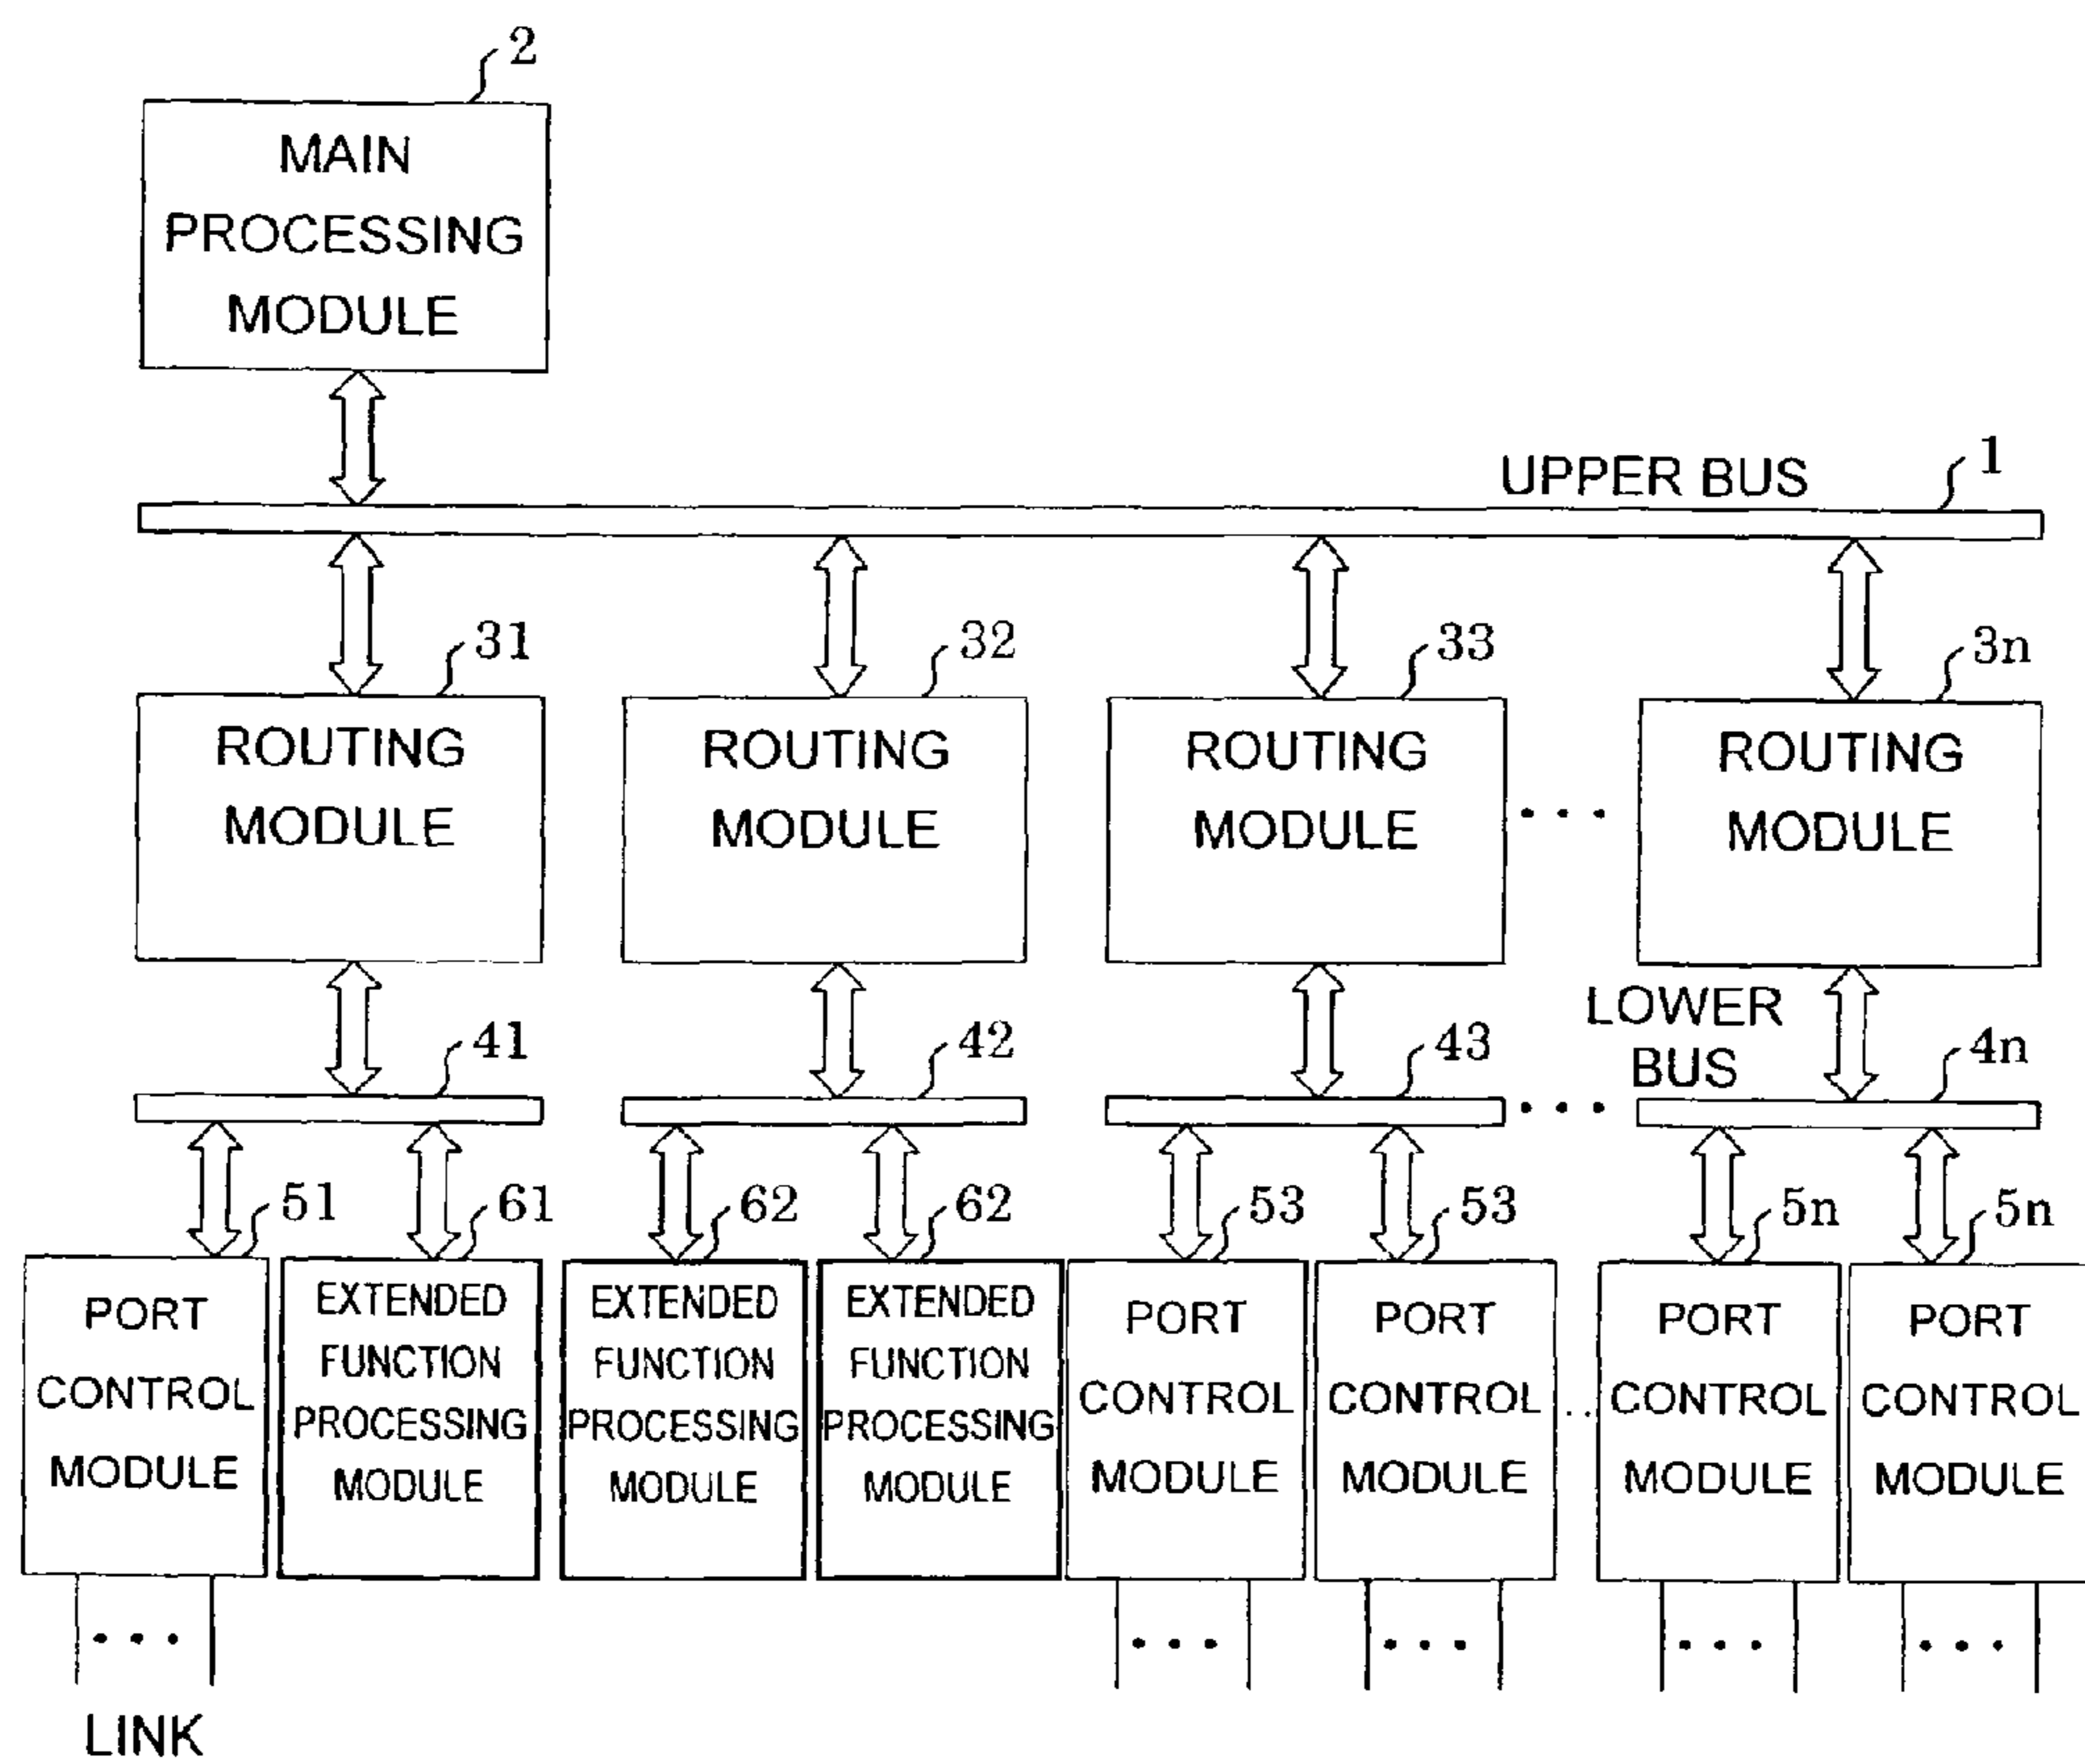 2
MAIN
PROCESSING
MODULE
UPPER BUS
1
31
32
33
3n
ROUTING
MODULE
ROUTING
MODULE
ROUTING
MODULE
ROUTING
MODULE
LOWER
BUS
41
42
43
4n
51
61
62
62
53
53
5n
5n
PORT
CONTROL
MODULE
EXTENDED
FUNCTION
PROCESSING
MODULE
EXTENDED
FUNCTION
PROCESSING
MODULE
EXTENDED
FUNCTION
PROCESSING
MODULE
PORT
CONTROL
MODULE
PORT
CONTROL
MODULE
PORT
CONTROL
MODULE
PORT
CONTROL
MODULE
LINK